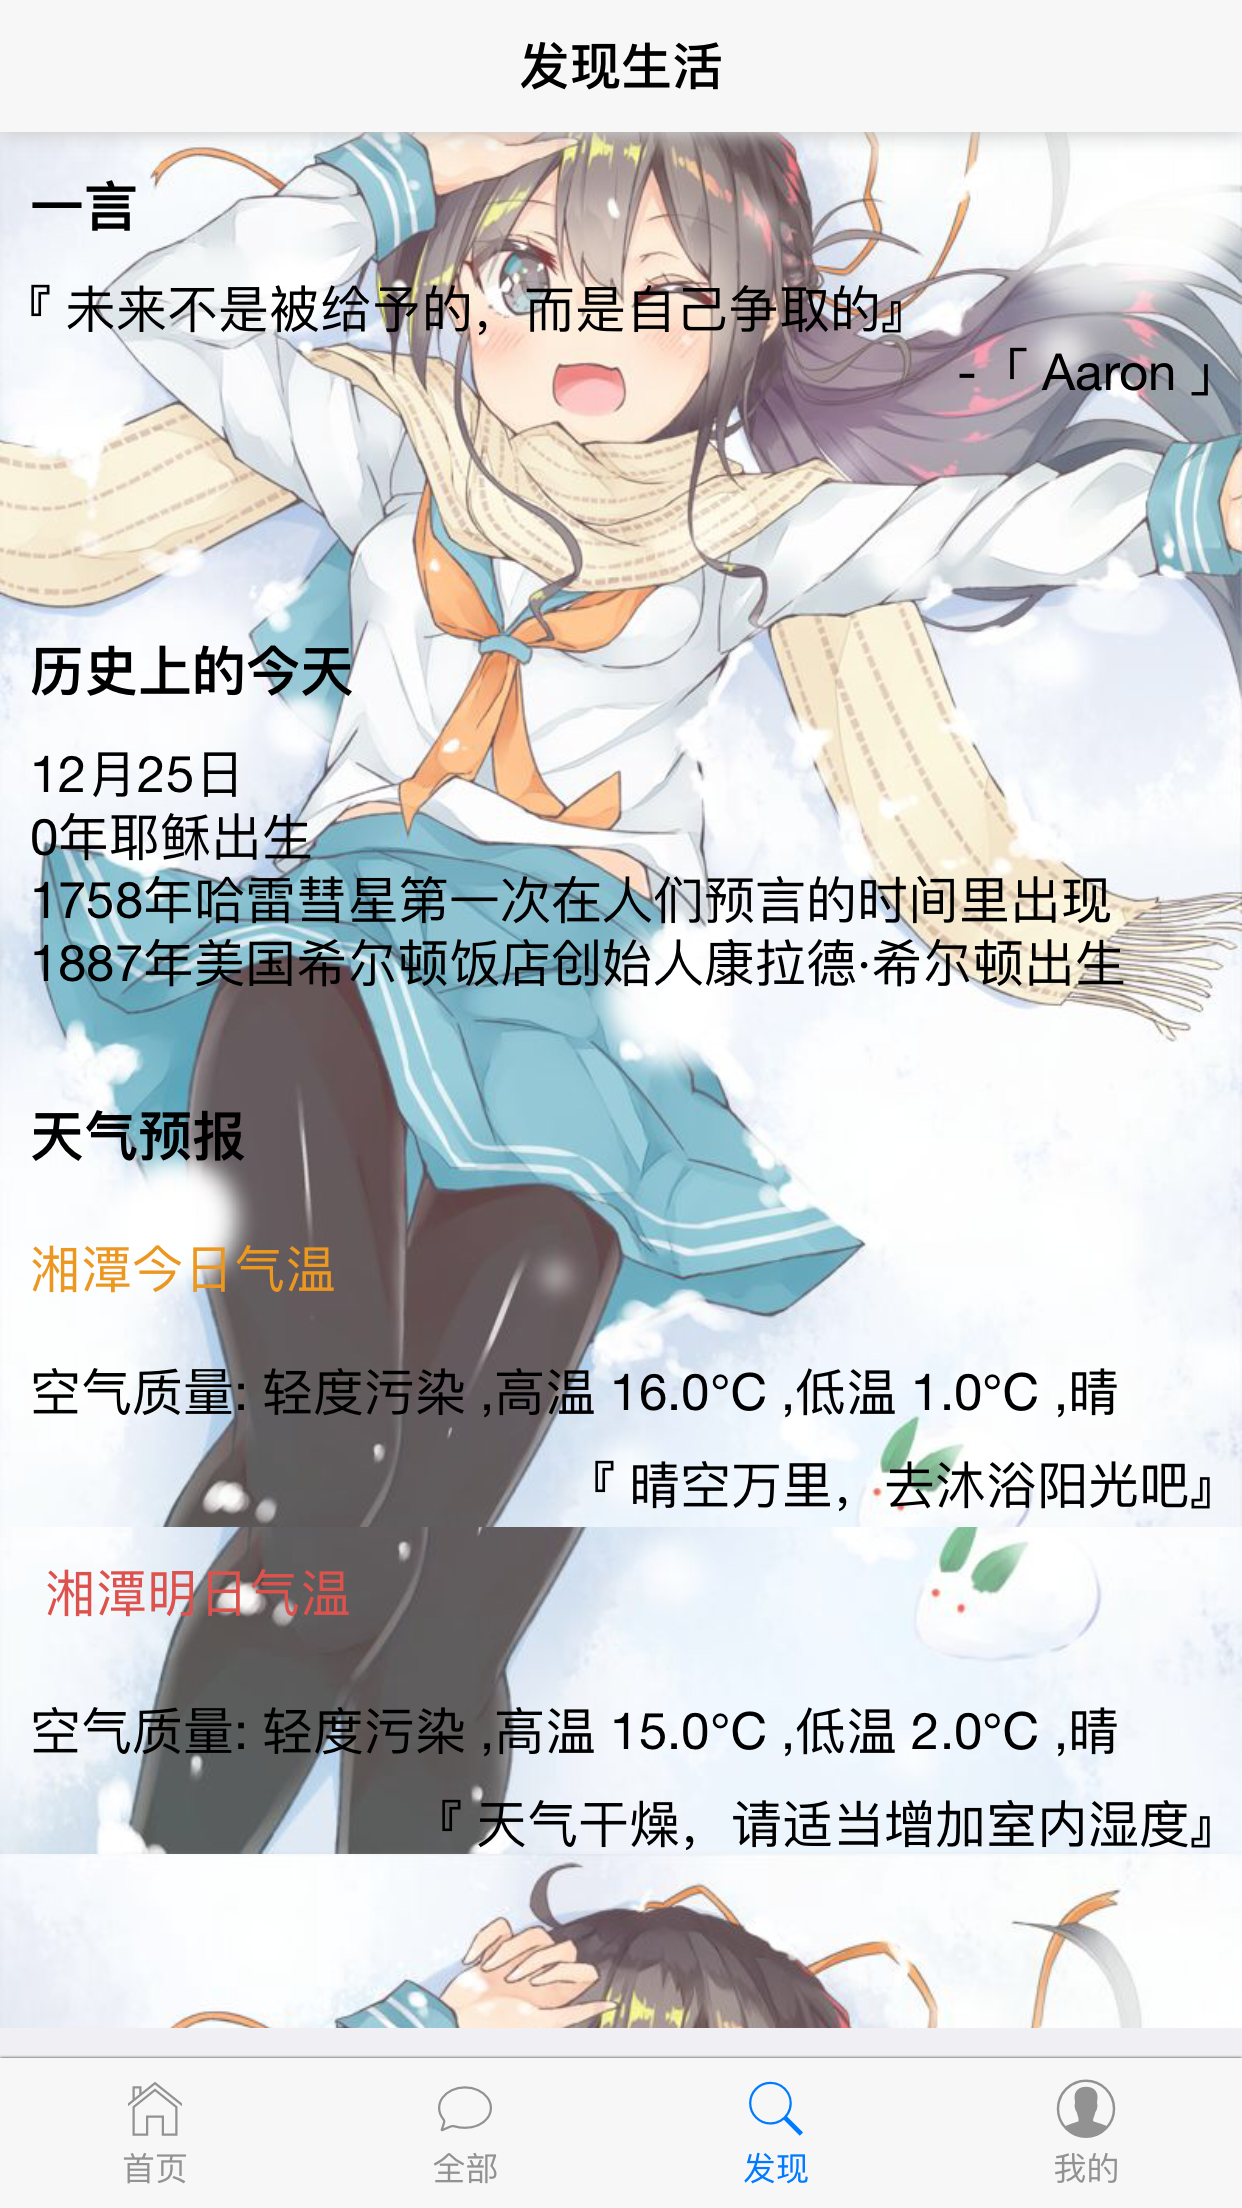 发现生活
一言
『 未来不是被给予的，而是自己争取的』
-「 Aaron 」
历史上的今天
12月25日
0年耶稣出生
1758年哈雷彗星第一次在人们预言的时间里出现
1887年美国希尔顿饭店创始人康拉德·希尔顿出生
天气预报
湘潭今日气温
空气质量: 轻度污染 ,高温 16.0°C ,低温 1.0°C ,晴
『 晴空万里，去沐浴阳光吧』
湘潭明日气温
空气质量: 轻度污染 ,高温 15.0°C ,低温 2.0°C ,晴
『 天气干燥，请适当增加室内湿度』
首页
全部
发现
我的